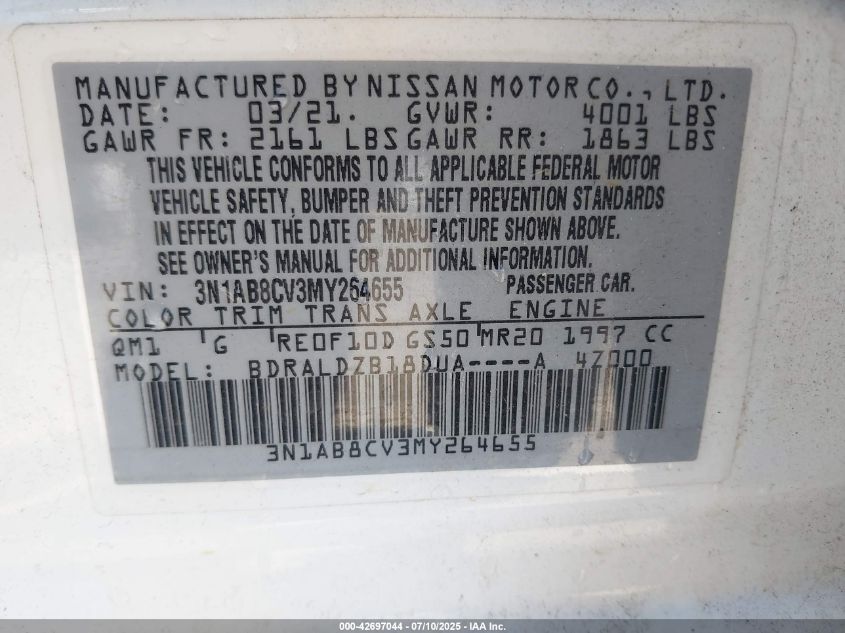 MANUFACTURED BY NISSAN MOTOR CO., LTD.
DATE: 03/21. GVWR: 4001 LBS
GAWR FR: 2161 LBS GAWR RR: 1863 LBS
THIS VEHICLE CONFORMS TO ALL APPLICABLE FEDERAL MOTOR
VEHICLE SAFETY, BUMPER AND THEFT PREVENTION STANDARDS
IN EFFECT ON THE DATE OF MANUFACTURE SHOWN ABOVE.
SEE OWNER'S MANUAL FOR ADDITIONAL INFORMATION.
VIN: 3N1AB8CV3MY264655 PASSENGER CAR.
COLOR TRIM TRANS AXLE ENGINE
QM1 G RE0F10D GS50 MR20 1997 CC
MODEL: BDRALDZB18DUA----A 4Z000
3N1AB8CV3MY264655
000-42697044 / 07/10/2025 - IAA Inc.